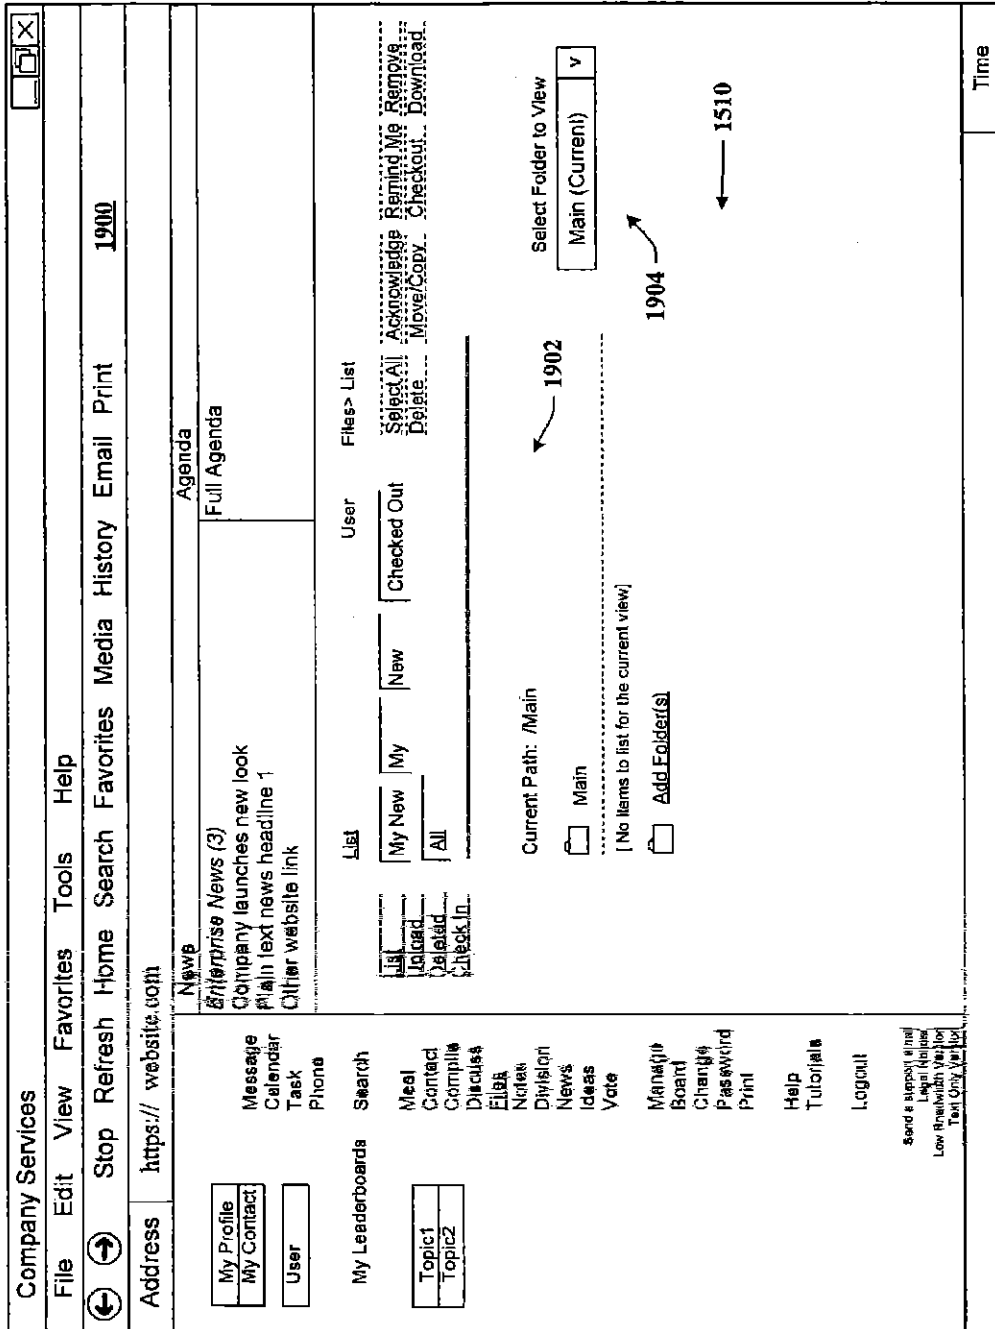 Company Services
File Edit View Favorites Tools Help
Stop Refresh Home Search Favorites Media History Email Print 1900
Address https:// website.com
News
Enterprise News (3)
Company launches new look
Plain text news headline 1
Other website link
Agenda
Full Agenda
My Profile
My Contact
User
My Leaderboards
Topic1
Topic2
Message
Calendar
Task
Phone
Search
Meet
Contact
Compile
Discuss
Files
Notes
Division
News
Ideas
Vote
Manage
Board
Change
Password
Print
Help
Tutorials
Logout
Send a support email
Legal Notices
Text Only Version
List User Files> List
List
Upload
Deleted
Check In
My New My New Checked Out
All
Select All Acknowledge Remind Me Remove
Delete Move/Copy Checkout Download
Current Path: /Main
Main
[ No items to list for the current view]
Add Folder(s)
1902
Select Folder to View
Main (Current) v
1904
1510
Time